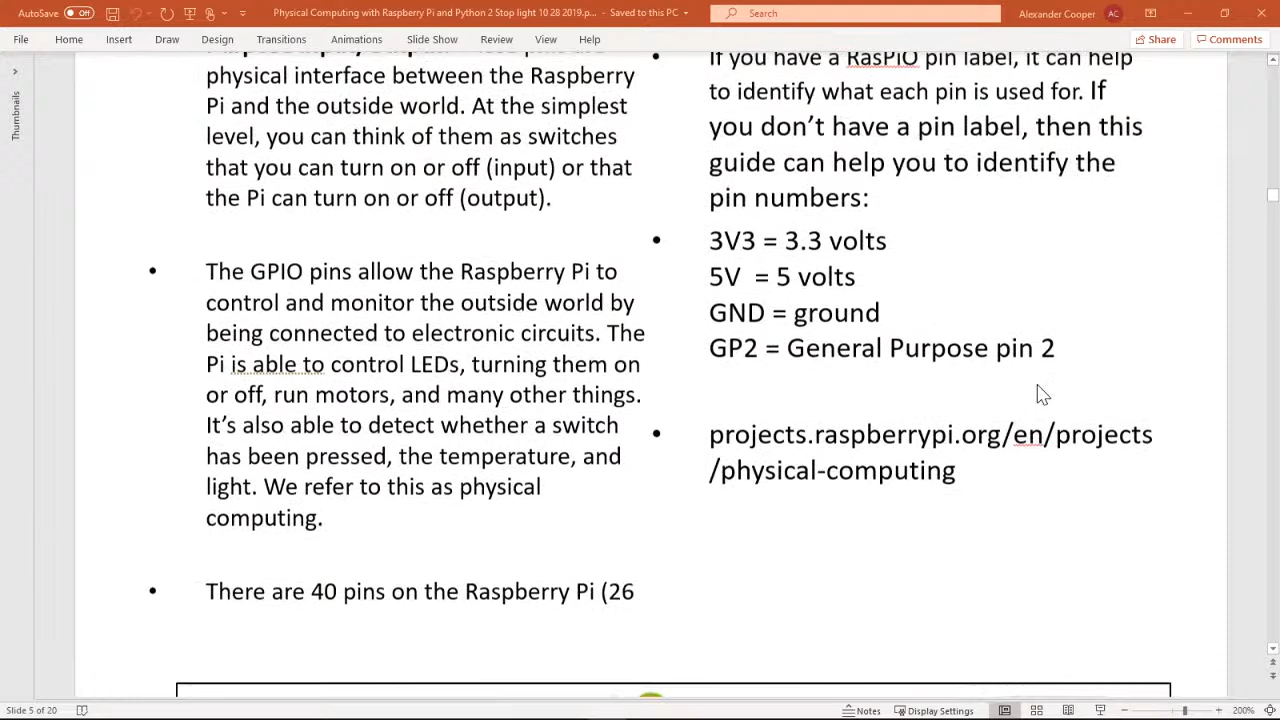 AutoSave Off Physical Computing with Raspberry Pi and Python 2 Stop light 10 28 2019.p... - Saved to this PC Search Alexander Cooper AC
File Home Insert Draw Design Transitions Animations Slide Show Review View Help Share Comments
Thumbnails
physical interface between the Raspberry
Pi and the outside world. At the simplest
level, you can think of them as switches
that you can turn on or off (input) or that
the Pi can turn on or off (output).
The GPIO pins allow the Raspberry Pi to
control and monitor the outside world by
being connected to electronic circuits. The
Pi is able to control LEDs, turning them on
or off, run motors, and many other things.
It’s also able to detect whether a switch
has been pressed, the temperature, and
light. We refer to this as physical
computing.
There are 40 pins on the Raspberry Pi (26
If you have a RasPIO pin label, it can help
to identify what each pin is used for. If
you don’t have a pin label, then this
guide can help you to identify the
pin numbers:
3V3 = 3.3 volts
5V = 5 volts
GND = ground
GP2 = General Purpose pin 2
projects.raspberrypi.org/en/projects
/physical-computing
Slide 5 of 20 Notes Display Settings 200%